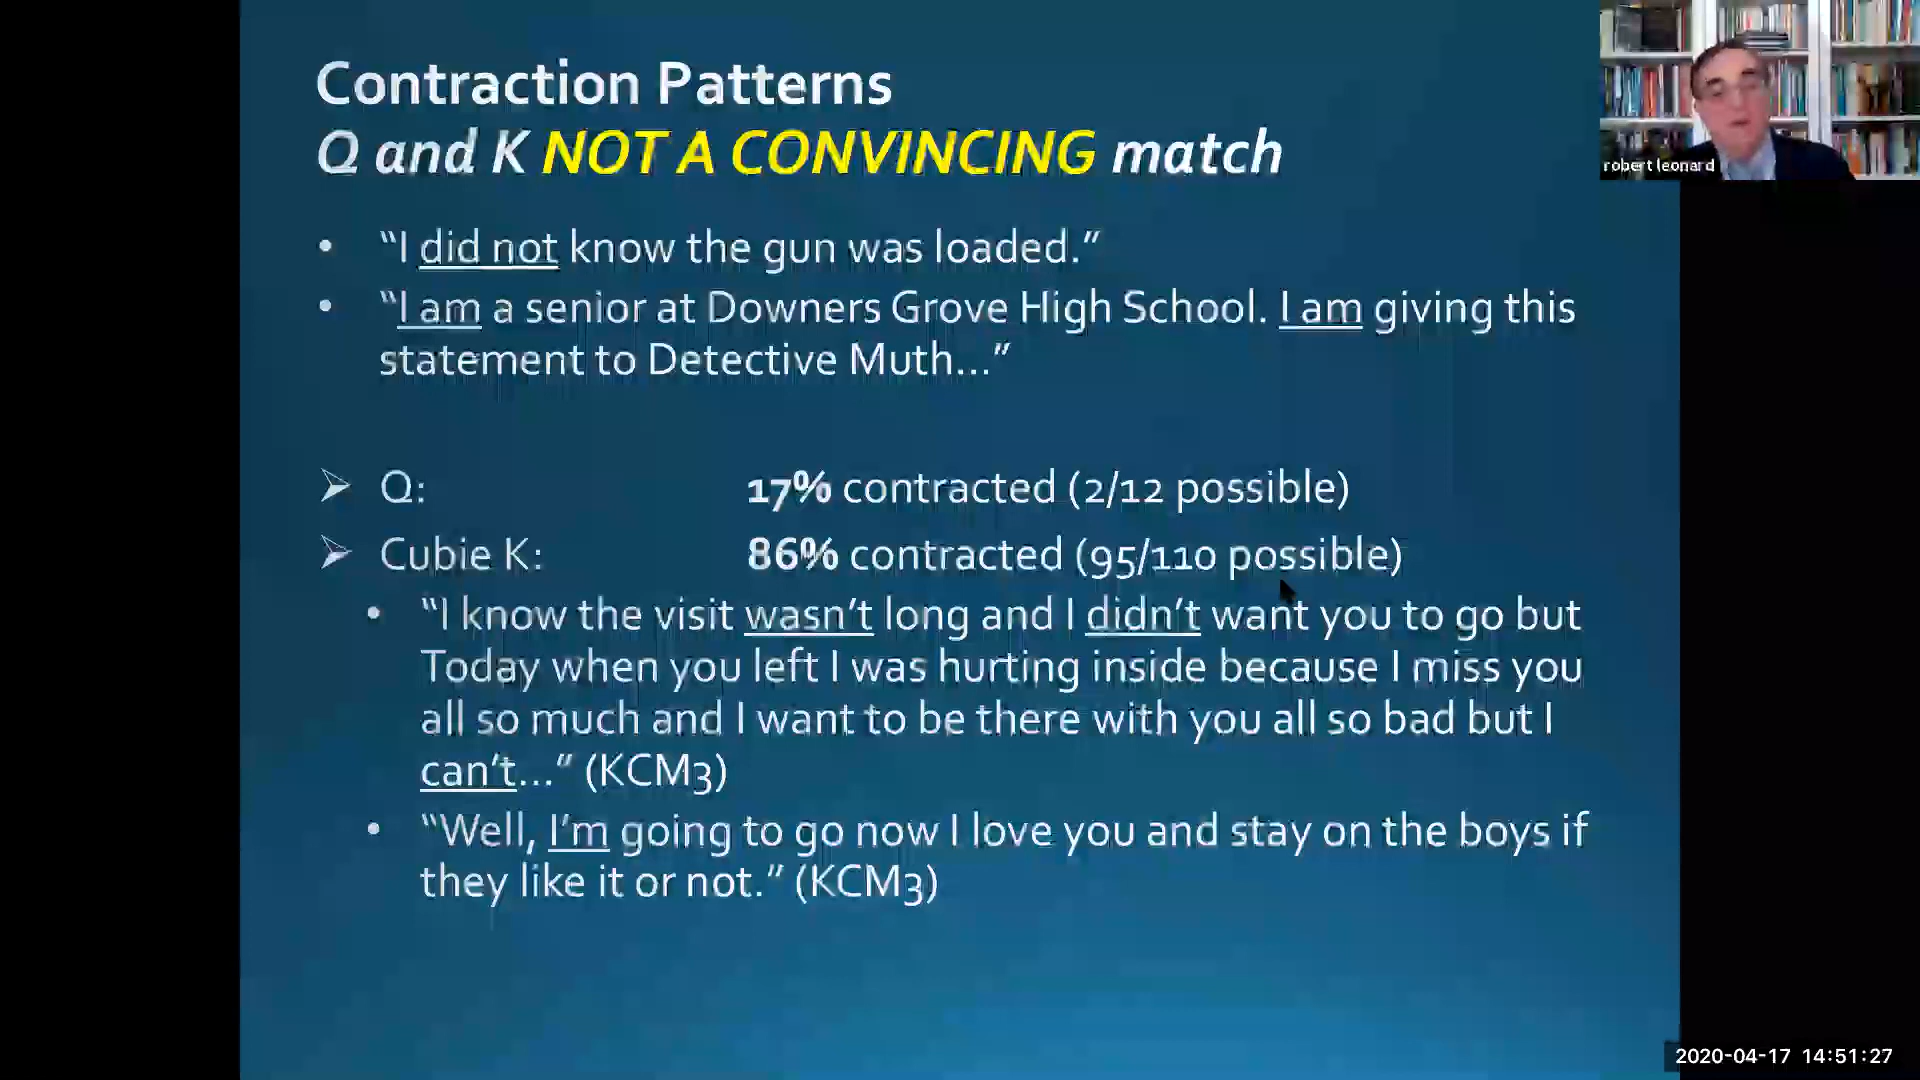 Contraction Patterns
Q and K NOT A CONVINCING match
• “I did not know the gun was loaded.”
• “I am a senior at Downers Grove High School. I am giving this
statement to Detective Muth...”
➢ Q: 17% contracted (2/12 possible)
➢ Cubie K: 86% contracted (95/110 possible)
• “I know the visit wasn’t long and I didn’t want you to go but
Today when you left I was hurting inside because I miss you
all so much and I want to be there with you all so bad but I
can’t...” (KCM3)
• “Well, I’m going to go now I love you and stay on the boys if
they like it or not.” (KCM3)
robert leonard
2020-04-17 14:51:27